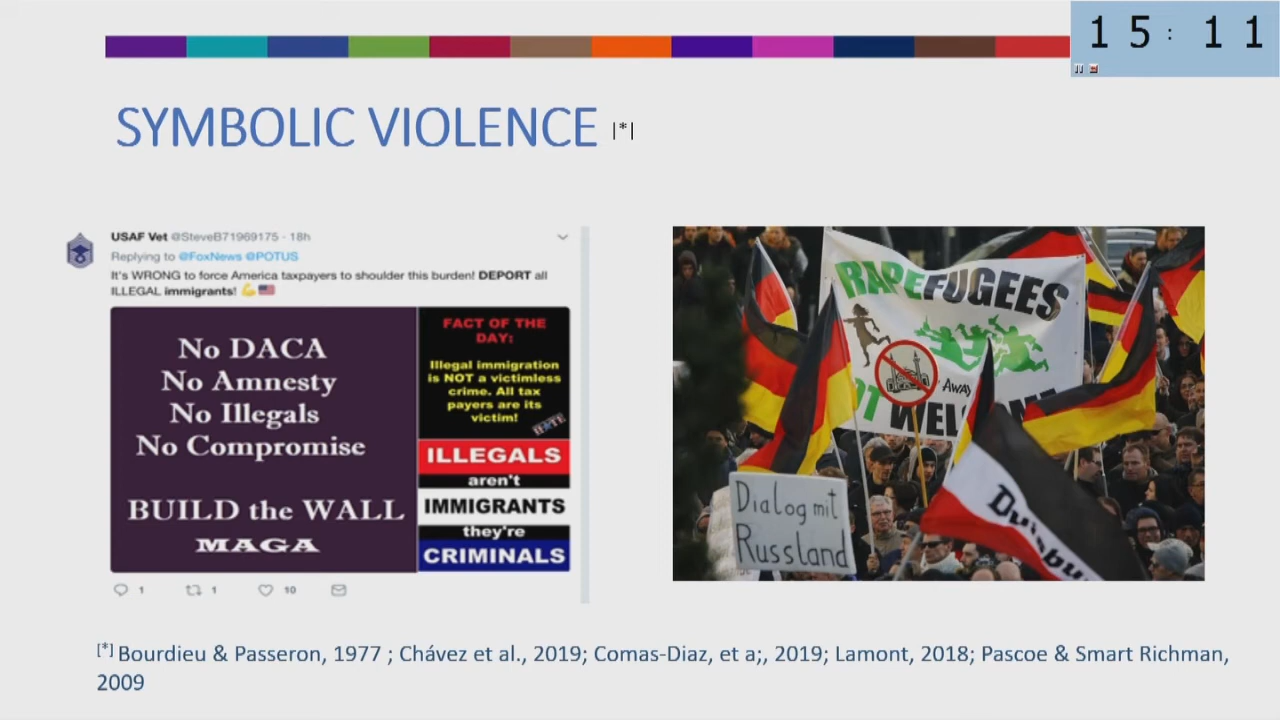 15:11
SYMBOLIC VIOLENCE [*]
USAF Vet @SteveB71969175 · 18h
Replying to @FoxNews @POTUS
It's WRONG to force America taxpayers to shoulder this burden! DEPORT all
ILLEGAL immigrants! 💪🇺🇸
No DACA
No Amnesty
No Illegals
No Compromise
BUILD the WALL
MAGA
FACT OF THE
DAY:
Illegal immigration
is NOT a victimless
crime. All tax
payers are its
victim!
ILLEGALS
aren't
IMMIGRANTS
they're
CRIMINALS
1 1 10
RAPEFUGEES
AWAY
Dialog mit
Russland
[*] Bourdieu & Passeron, 1977 ; Chávez et al., 2019; Comas-Diaz, et a;, 2019; Lamont, 2018; Pascoe & Smart Richman,
2009